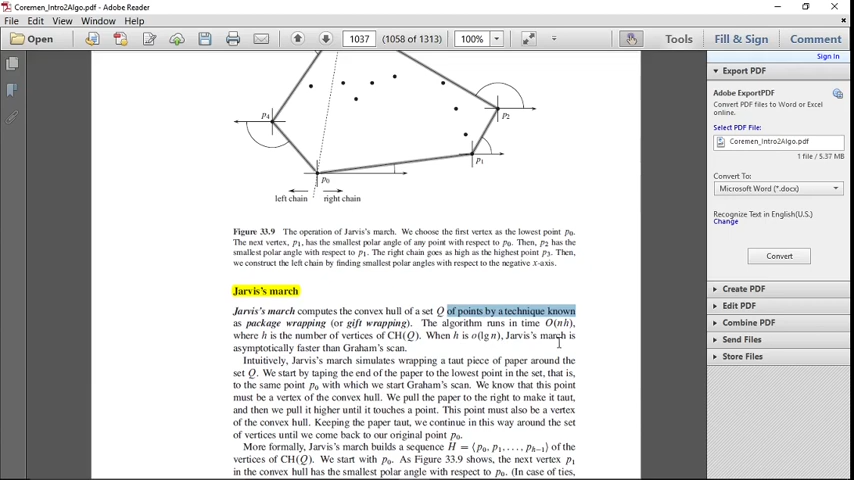 Coremen_Intro2Algo.pdf - Adobe Reader
File Edit View Window Help
Open 1037 (1058 of 1313) 100% Tools Fill & Sign Comment
Sign In
Export PDF
Adobe ExportPDF
Convert PDF files to Word or Excel online.
Select PDF File:
Coremen_Intro2Algo.pdf
1 file / 5.37 MB
Convert To:
Microsoft Word (*.docx)
Recognize Text in English(U.S.)
Change
Convert
Create PDF
Edit PDF
Combine PDF
Send Files
Store Files
p4
p2
p1
p0
left chain right chain
Figure 33.9 The operation of Jarvis's march. We choose the first vertex as the lowest point p0.
The next vertex, p1, has the smallest polar angle of any point with respect to p0. Then, p2 has the
smallest polar angle with respect to p1. The right chain goes as high as the highest point p3. Then,
we construct the left chain by finding smallest polar angles with respect to the negative x-axis.
Jarvis's march
Jarvis's march computes the convex hull of a set Q of points by a technique known
as package wrapping (or gift wrapping). The algorithm runs in time O(nh),
where h is the number of vertices of CH(Q). When h is o(lg n), Jarvis's march is
asymptotically faster than Graham's scan.
Intuitively, Jarvis's march simulates wrapping a taut piece of paper around the
set Q. We start by taping the end of the paper to the lowest point in the set, that is,
to the same point p0 with which we start Graham's scan. We know that this point
must be a vertex of the convex hull. We pull the paper to the right to make it taut,
and then we pull it higher until it touches a point. This point must also be a vertex
of the convex hull. Keeping the paper taut, we continue in this way around the set
of vertices until we come back to our original point p0.
More formally, Jarvis's march builds a sequence H = ⟨p0, p1, . . . , ph−1⟩ of the
vertices of CH(Q). We start with p0. As Figure 33.9 shows, the next vertex p1
in the convex hull has the smallest polar angle with respect to p0. (In case of ties,